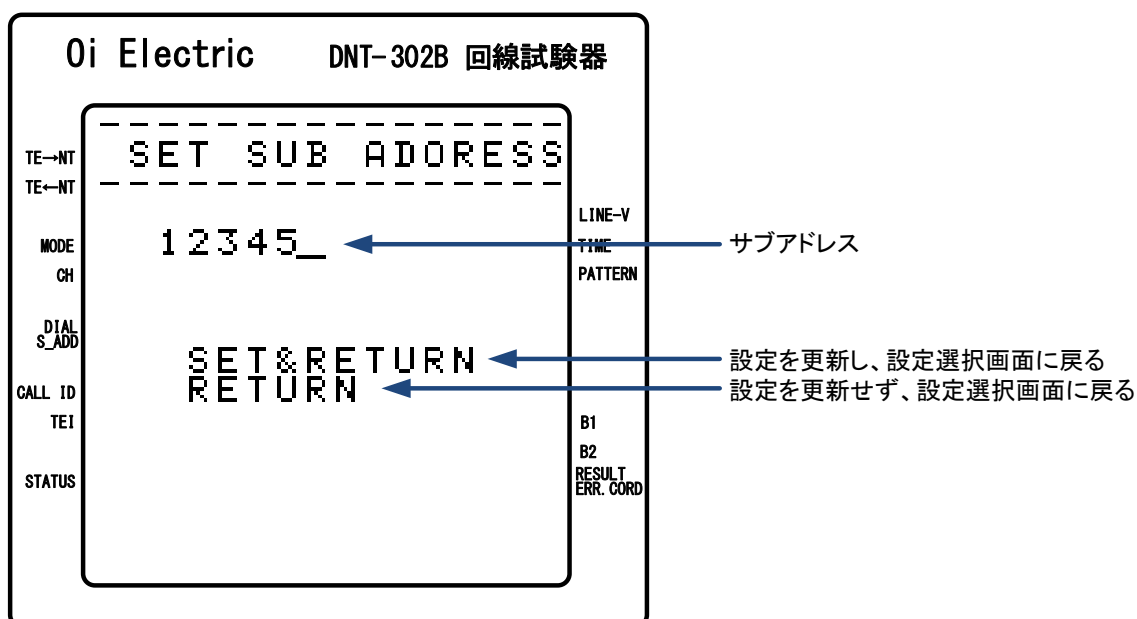 Oi Electric DNT-302B 回線試験器
TE→NT
SET SUB ADORESS
TE←NT
LINE-V
MODE
12345_
TIME
サブアドレス
CH
PATTERN
DIAL
S_ADD
SET&RETURN
設定を更新し、設定選択画面に戻る
CALL ID
RETURN
設定を更新せず、設定選択画面に戻る
TEI
B1
B2
STATUS
RESULT
ERR. CORD